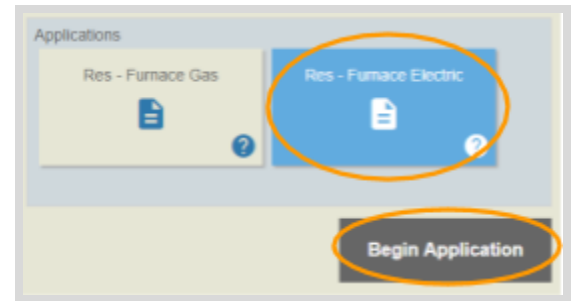 Applications
Res - Furnace Gas
Res - Furnace Electric
Begin Application